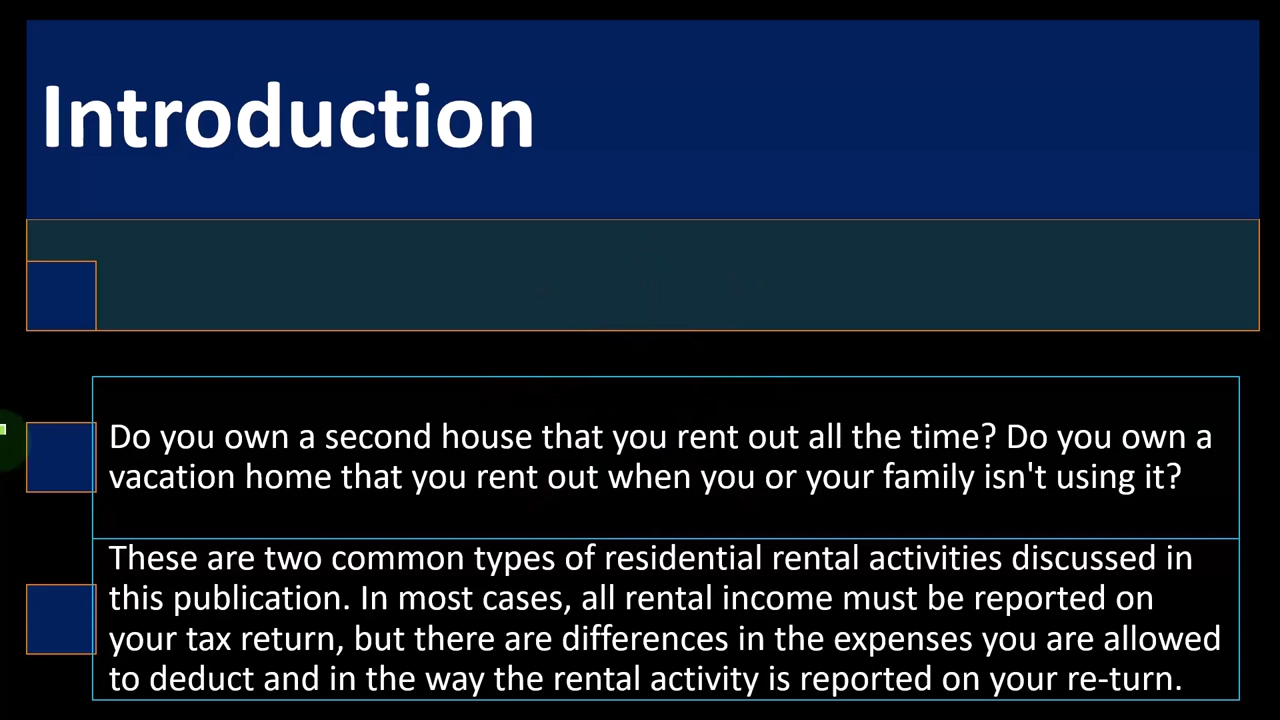 Introduction
Do you own a second house that you rent out all the time? Do you own a
vacation home that you rent out when you or your family isn't using it?
These are two common types of residential rental activities discussed in
this publication. In most cases, all rental income must be reported on
your tax return, but there are differences in the expenses you are allowed
to deduct and in the way the rental activity is reported on your re-turn.